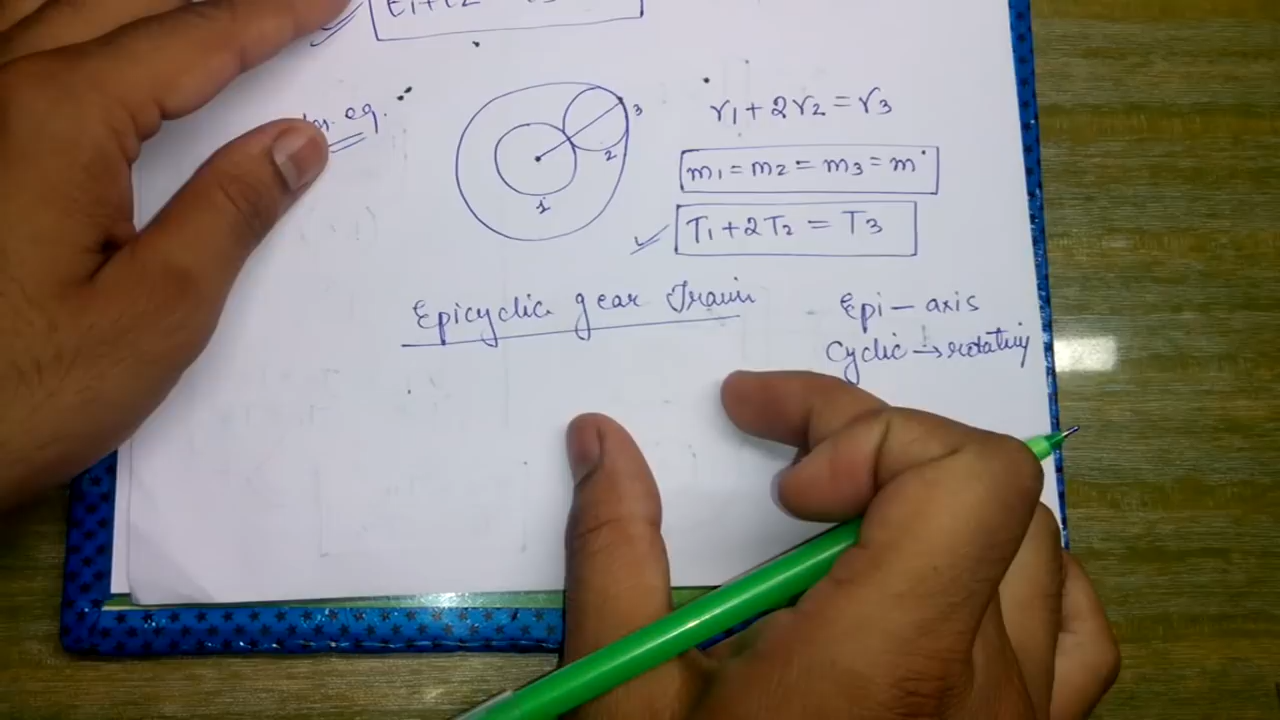 eq.
r1 + 2r2 = r3
m1 = m2 = m3 = m
T1 + 2T2 = T3
3
2
1
Epicyclic gear Train
Epi — axis
Cyclic → rotating